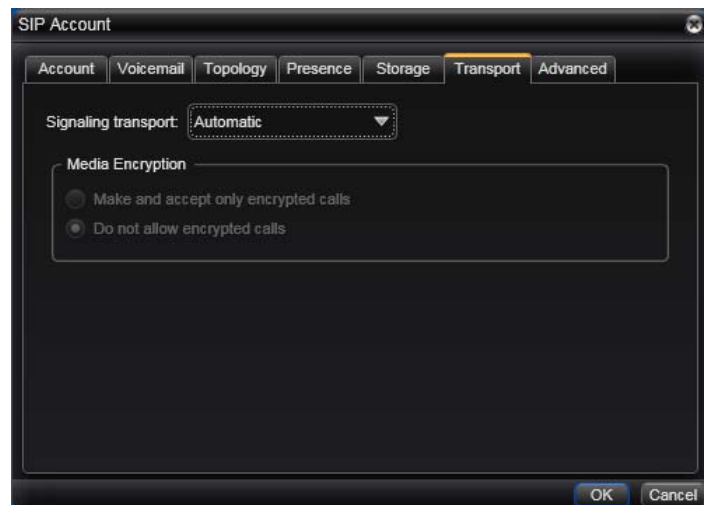 SIP Account
Account Voicemail Topology Presence Storage Transport Advanced
Signaling transport: Automatic
Media Encryption
Make and accept only encrypted calls
Do not allow encrypted calls
OK Cancel